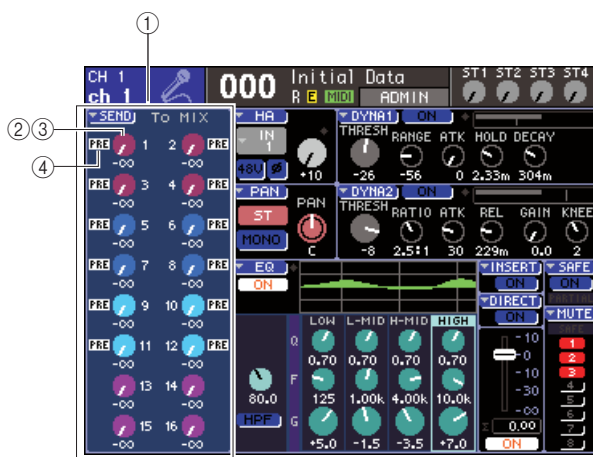 ①
②③
④
CH 1
ch 1
000
Initial Data
R E MIDI ADMIN
ST1 ST2 ST3 ST4
SEND To MIX
PRE 1 2 PRE
-∞ -∞
PRE 3 4 PRE
-∞ -∞
PRE 5 6 PRE
-∞ -∞
PRE 7 8 PRE
-∞ -∞
PRE 9 10 PRE
-∞ -∞
PRE 11 12 PRE
-∞ -∞
13 14
-∞ -∞
15 16
-∞ -∞
HA
IN
1
48V Ø
+10
DYNA1 ON
THRESH RANGE ATK HOLD DECAY
-26 -56 0 2.33m 304m
PAN
PAN
ST
MONO
C
DYNA2 ON
THRESH RATIO ATK REL GAIN KNEE
-8 2.5:1 30 229m 0.0 2
EQ
ON
LOW L-MID H-MID HIGH
Q
0.70 0.70 0.70 0.70
F
80.0
125 1.00k 4.00k 10.0k
HPF
G
+5.0 -1.5 -3.5 +7.0
INSERT
ON
DIRECT
ON
-10
-0
-10
-30
-∞
Σ 0.00
ON
SAFE
ON
PARTIAL
MUTE
SAFE
1
2
3
4
5
6
7
8